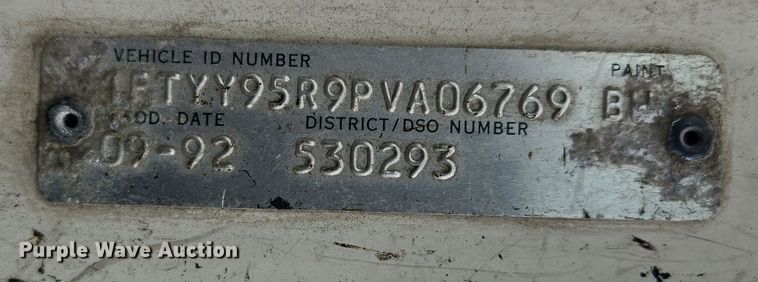 VEHICLE ID NUMBER PAINT
1FTYY95R9PVA06769
PROD. DATE DISTRICT/DSO NUMBER
09-92 530293
Purple Wave Auction